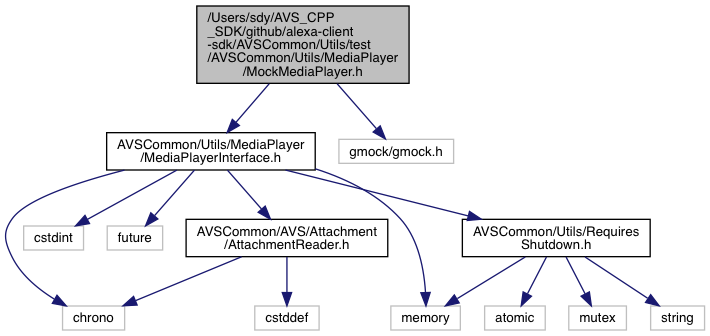 /Users/sdy/AVS_CPP
_SDK/github/alexa-client
-sdk/AVSCommon/Utils/test
/AVSCommon/Utils/MediaPlayer
/MockMediaPlayer.h
AVSCommon/Utils/MediaPlayer
/MediaPlayerInterface.h
gmock/gmock.h
cstdint
future
AVSCommon/AVS/Attachment
/AttachmentReader.h
AVSCommon/Utils/Requires
Shutdown.h
chrono
cstddef
memory
atomic
mutex
string